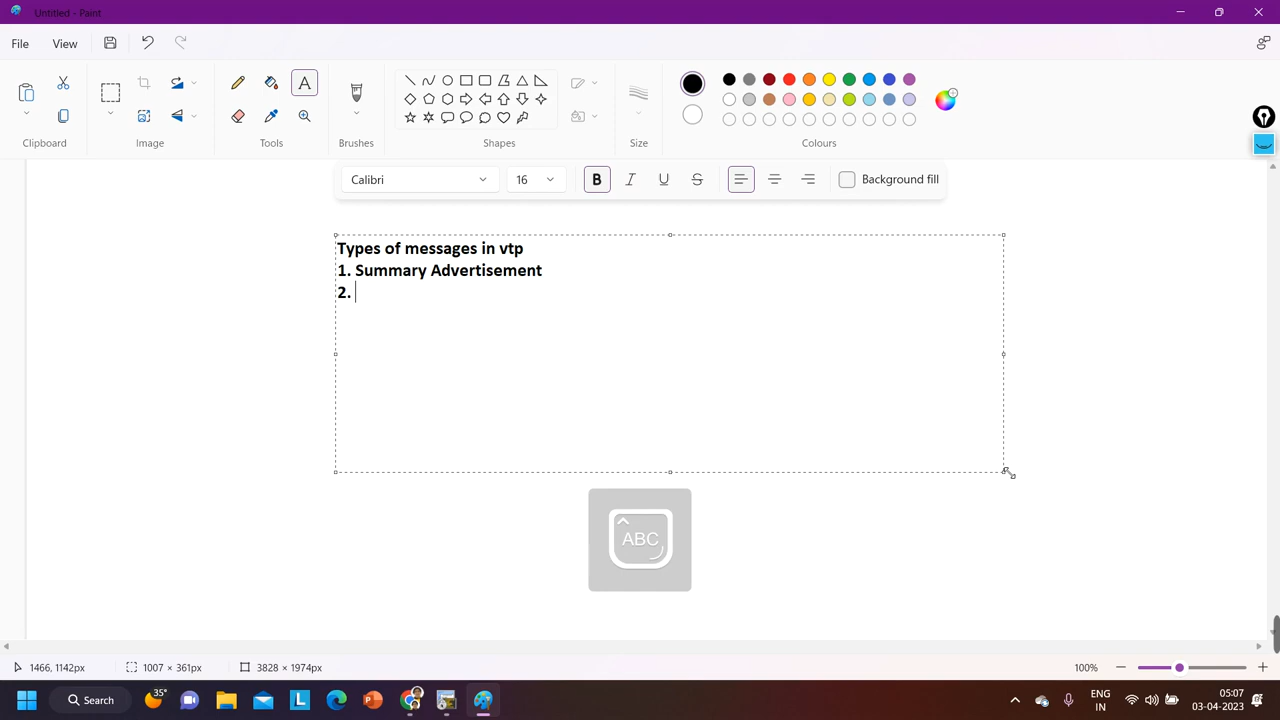 Untitled - Paint
File View
Clipboard Image Tools Brushes Shapes Size Colours
Calibri 16 B I U S Background fill
Types of messages in vtp
1. Summary Advertisement
2.
ABC
1466, 1142px 1007 × 361px 3828 × 1974px 100%
35° Search ENG 05:07
IN 03-04-2023